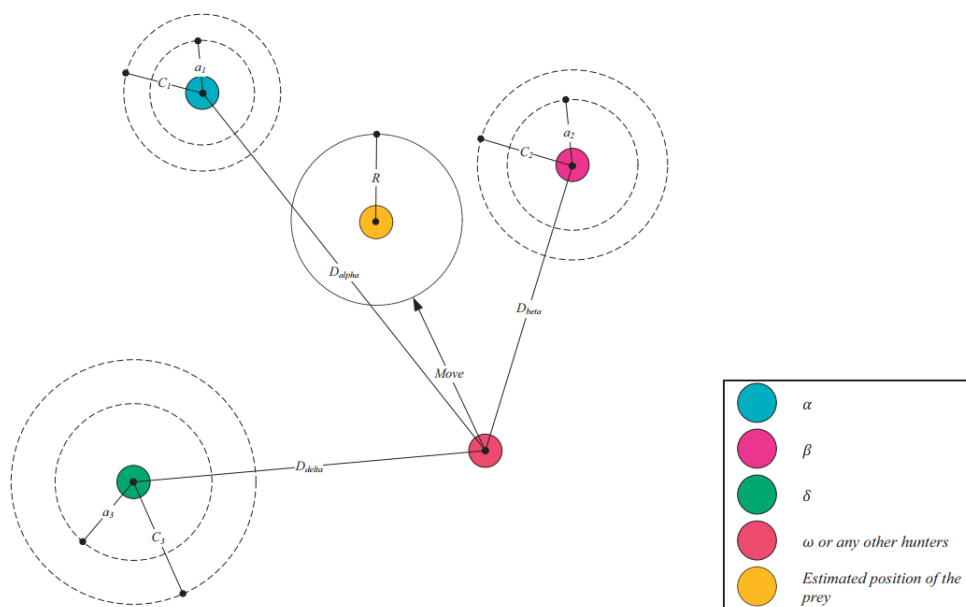 a1
C1
a2
C2
R
Dalpha
Dbeta
Move
Ddelta
a3
C3
α
β
δ
ω or any other hunters
Estimated position of the
prey